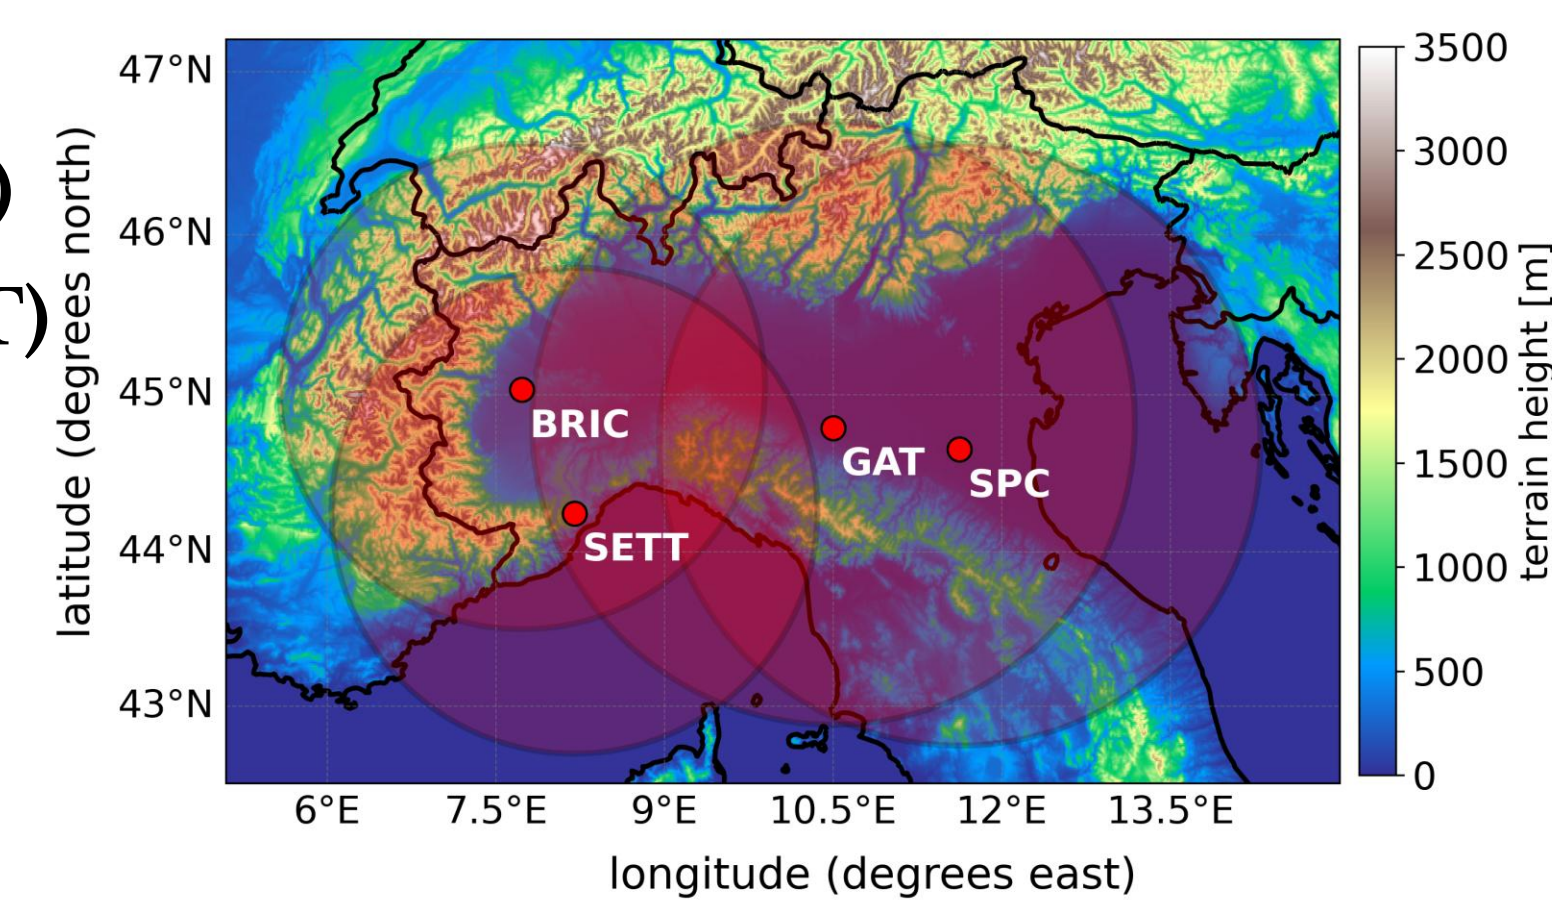 )
T)
47°N
46°N
45°N
44°N
43°N
latitude (degrees north)
BRIC
SETT
GAT
SPC
6°E 7.5°E 9°E 10.5°E 12°E 13.5°E
longitude (degrees east)
3500
3000
2500
2000
1500
1000
500
0
terrain height [m]